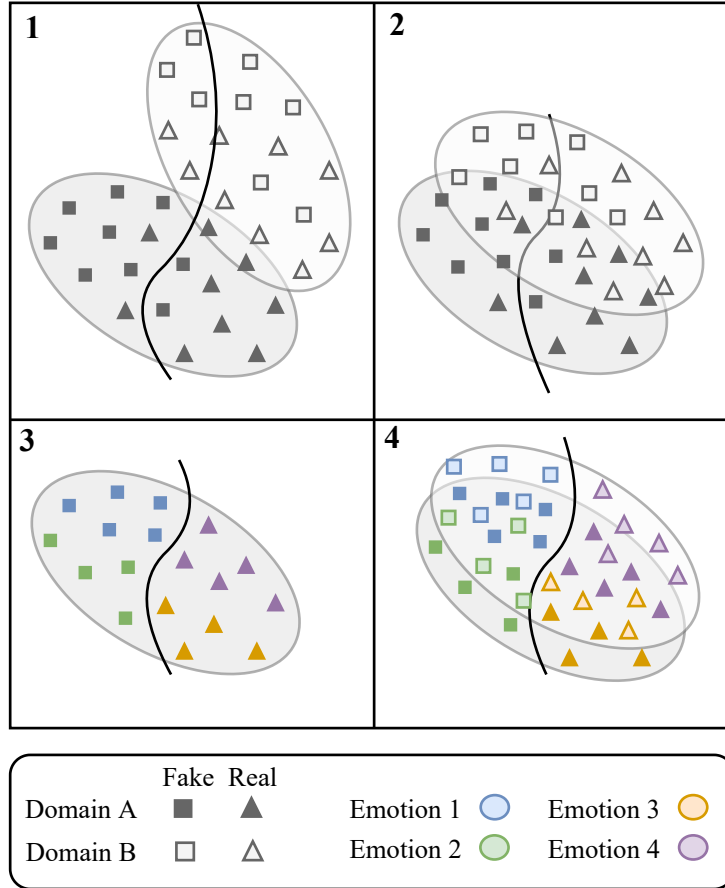 1
2
3
4
Fake Real
Domain A
Domain B
Emotion 1
Emotion 2
Emotion 3
Emotion 4